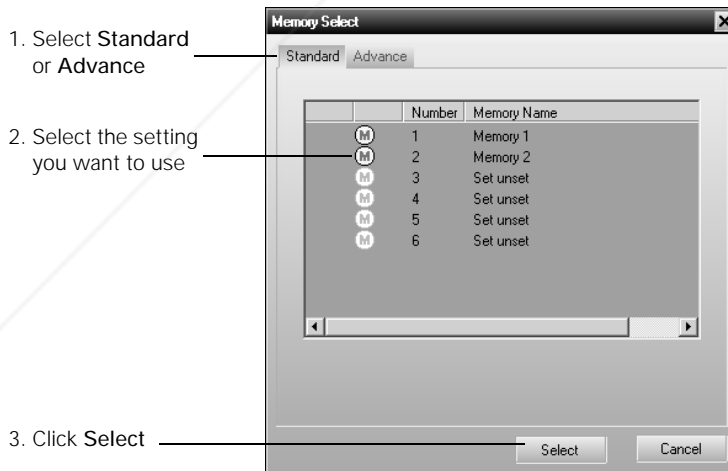 Memory Select
1. Select Standard
or Advance
Standard Advance
Number Memory Name
2. Select the setting
you want to use
M 1 Memory 1
M 2 Memory 2
M 3 Set unset
M 4 Set unset
M 5 Set unset
M 6 Set unset
3. Click Select
Select Cancel